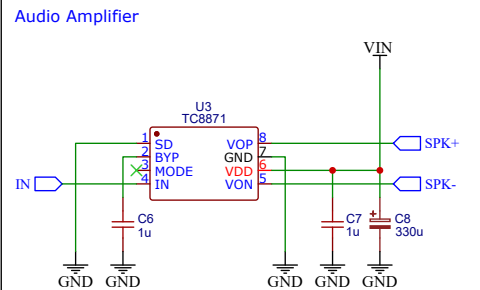 Audio Amplifier
VIN
U3
TC8871
1 SD VOP 8
2 BYP GND 7
3 MODE VDD 6
4 IN VON 5
SPK+
IN
SPK-
C6
1u
C7
1u
C8
330u
+
GND GND GND GND GND